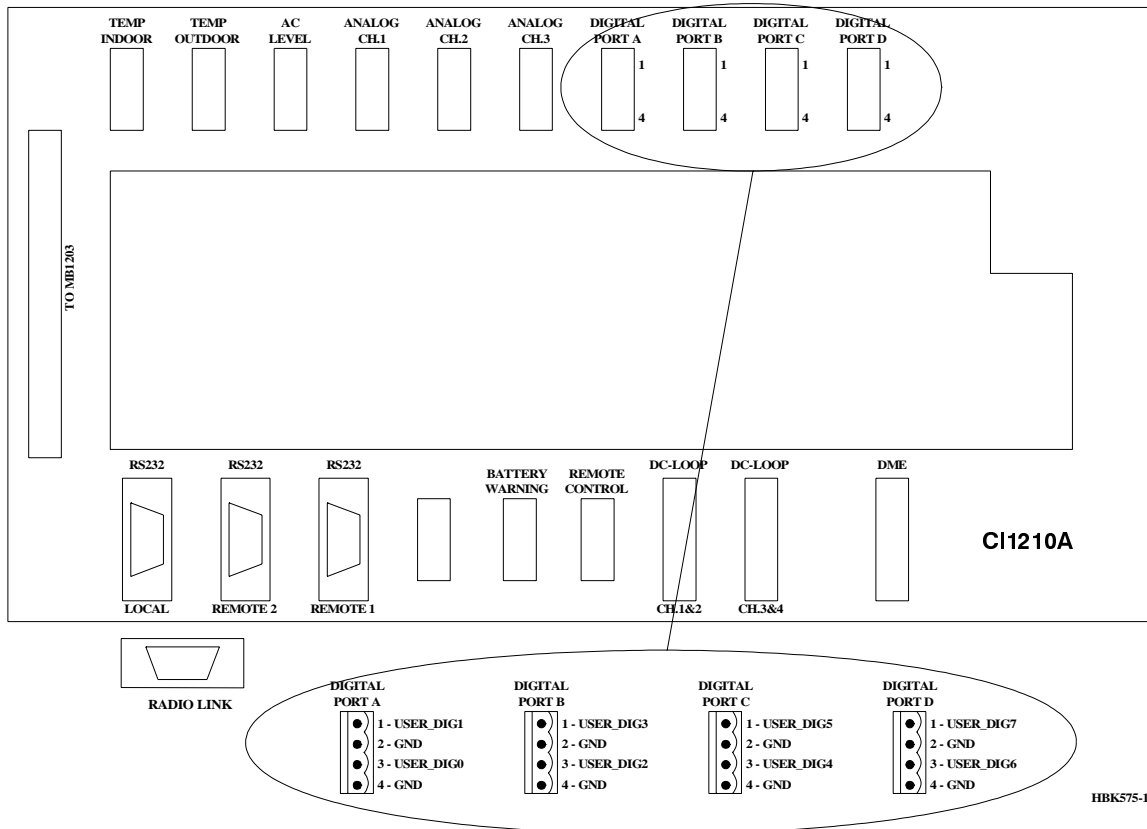 TEMP INDOOR
TEMP OUTDOOR
AC LEVEL
ANALOG CH.1
ANALOG CH.2
ANALOG CH.3
DIGITAL PORT A
DIGITAL PORT B
DIGITAL PORT C
DIGITAL PORT D
1
1
1
1
4
4
4
4
TO MB1203
RS232
RS232
RS232
BATTERY WARNING
REMOTE CONTROL
DC-LOOP
DC-LOOP
DME
CI1210A
LOCAL
REMOTE 2
REMOTE 1
CH.1&2
CH.3&4
RADIO LINK
DIGITAL PORT A
1 - USER_DIG1
2 - GND
3 - USER_DIG0
4 - GND
DIGITAL PORT B
1 - USER_DIG3
2 - GND
3 - USER_DIG2
4 - GND
DIGITAL PORT C
1 - USER_DIG5
2 - GND
3 - USER_DIG4
4 - GND
DIGITAL PORT D
1 - USER_DIG7
2 - GND
3 - USER_DIG6
4 - GND
HBK575-1